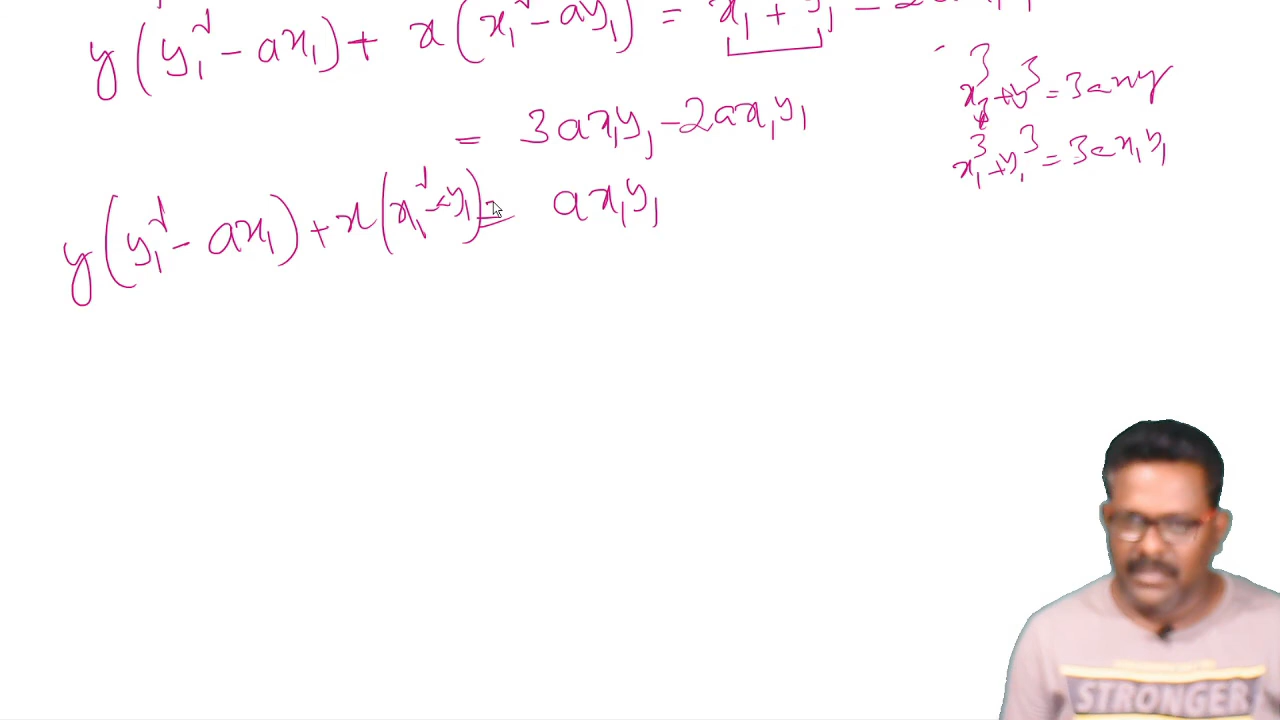 y(y₁² - ax₁) + x(x₁² - ay₁) = x₁³ + y₁³ - 2ax₁y₁
= 3ax₁y₁ - 2ax₁y₁
y(y₁² - ax₁) + x(x₁² - ay₁) = ax₁y₁
x³ + y³ = 3axy
x₁³ + y₁³ = 3ax₁y₁
STRONGER